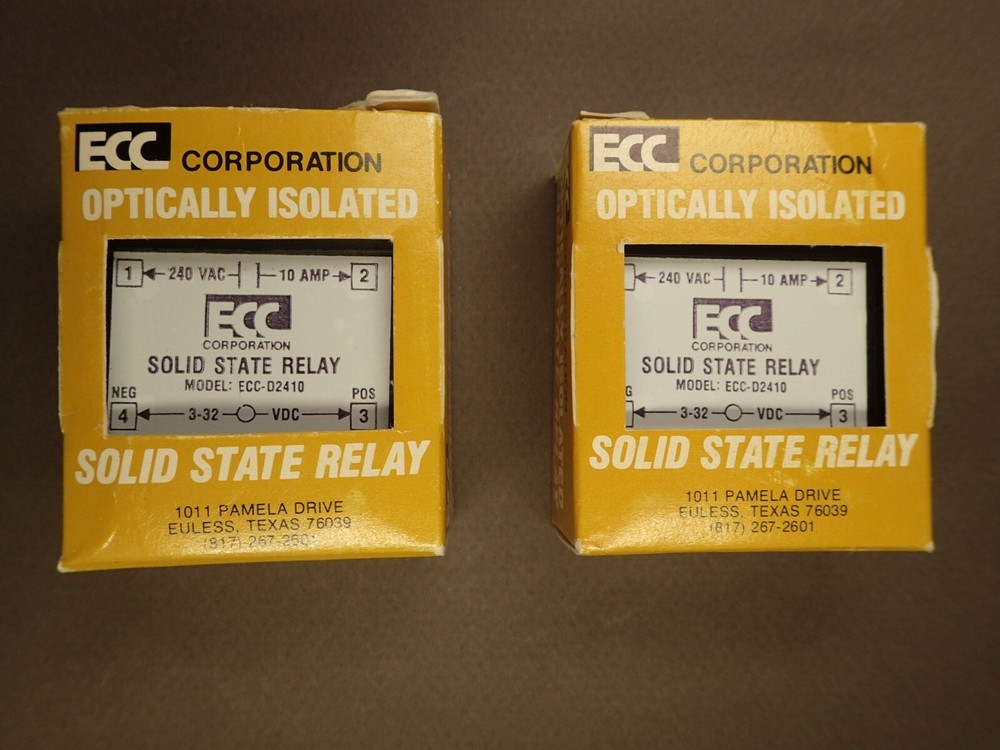 ECC CORPORATION
OPTICALLY ISOLATED
1 240 VAC 10 AMP 2
ECC
CORPORATION
SOLID STATE RELAY
MODEL: ECC-D2410
NEG POS
4 3-32 VDC 3
SOLID STATE RELAY
1011 PAMELA DRIVE
EULESS, TEXAS 76039
(817) 267-2601
ECC CORPORATION
OPTICALLY ISOLATED
240 VAC 10 AMP 2
ECC
CORPORATION
SOLID STATE RELAY
MODEL: ECC-D2410
G POS
3-32 VDC 3
SOLID STATE RELAY
1011 PAMELA DRIVE
EULESS, TEXAS 76039
(817) 267-2601